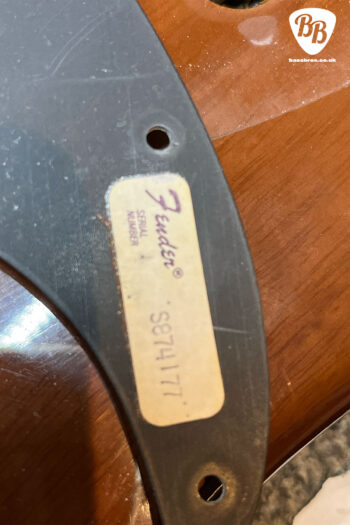 BB
bassbros.co.uk
Fender®
SERIAL
NUMBER
S874177